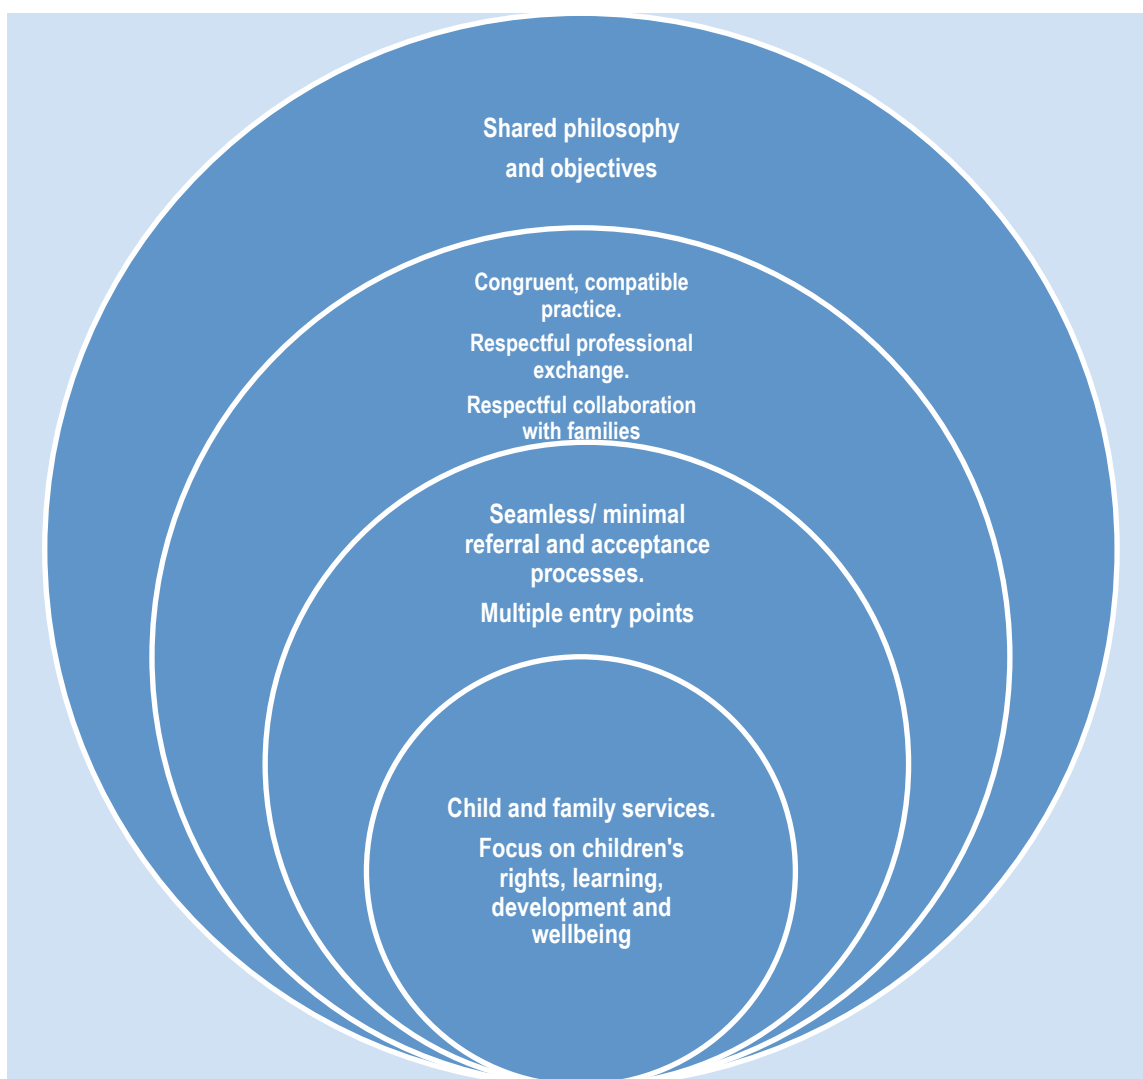 Shared philosophy
and objectives
Congruent, compatible
practice.
Respectful professional
exchange.
Respectful collaboration
with families
Seamless/ minimal
referral and acceptance
processes.
Multiple entry points
Child and family services.
Focus on children's
rights, learning,
development and
wellbeing